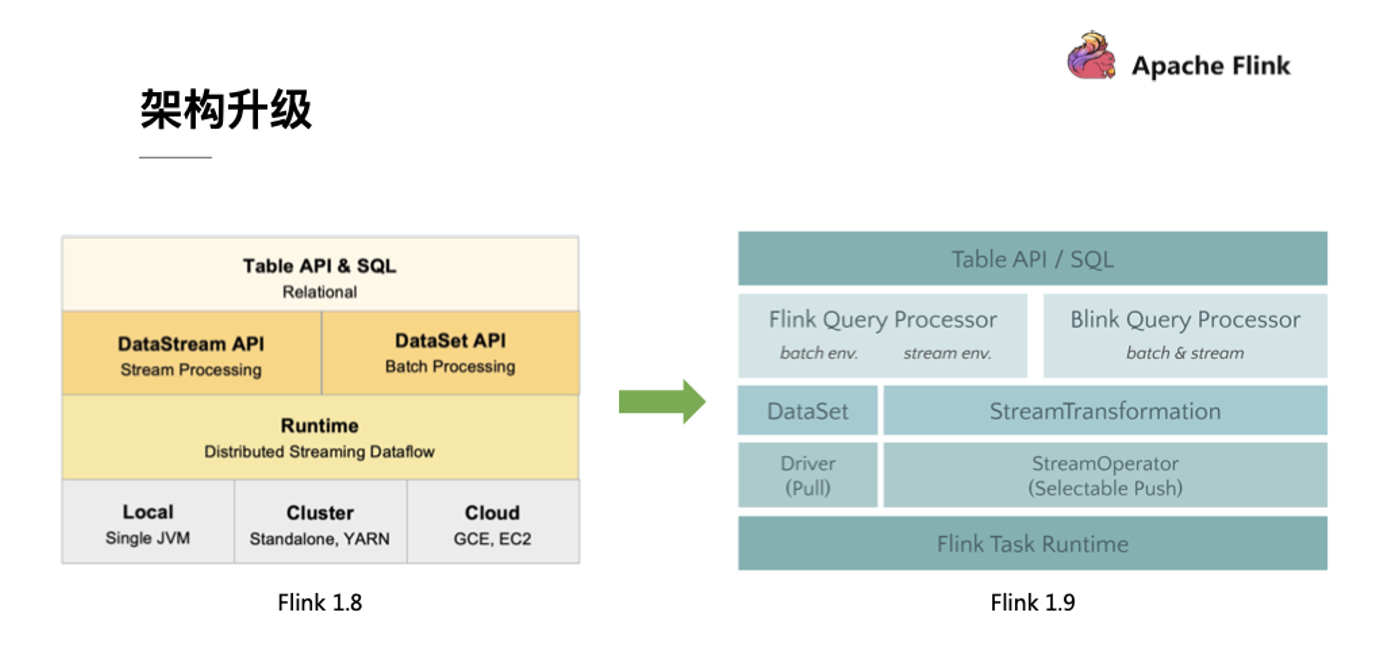 Apache Flink
架构升级
Table API & SQL
Relational
DataStream API
Stream Processing
DataSet API
Batch Processing
Runtime
Distributed Streaming Dataflow
Local
Single JVM
Cluster
Standalone, YARN
Cloud
GCE, EC2
Flink 1.8
Table API / SQL
Flink Query Processor
batch env.
stream env.
Blink Query Processor
batch & stream
DataSet
StreamTransformation
Driver
(Pull)
StreamOperator
(Selectable Push)
Flink Task Runtime
Flink 1.9